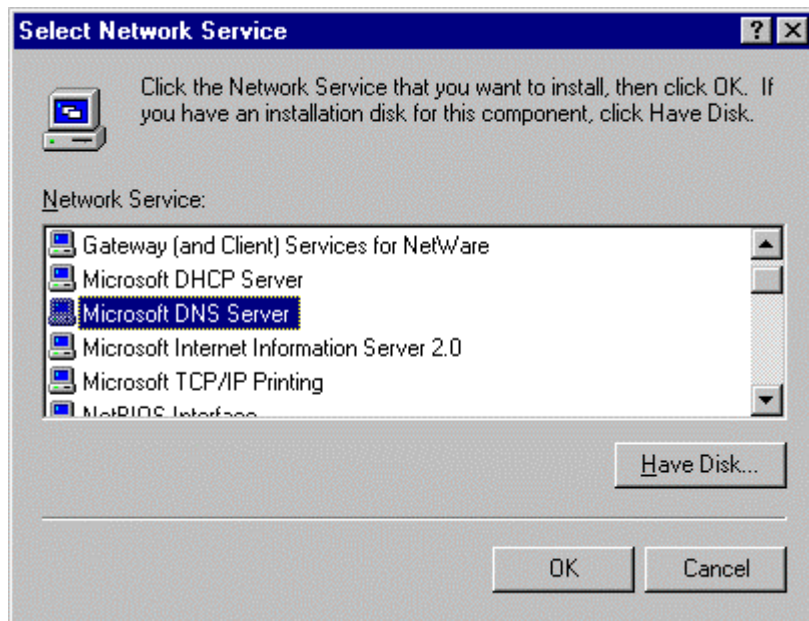 Select Network Service
Click the Network Service that you want to install, then click OK. If
you have an installation disk for this component, click Have Disk.
Network Service:
Gateway (and Client) Services for NetWare
Microsoft DHCP Server
Microsoft DNS Server
Microsoft Internet Information Server 2.0
Microsoft TCP/IP Printing
NetBIOS Interface
Have Disk...
OK Cancel